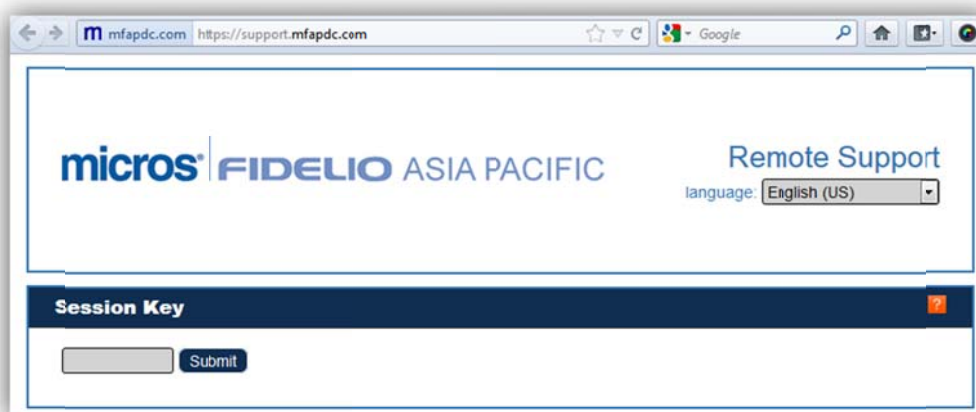 mfapdc.com https://support.mfapdc.com Google
micros FIDELIO ASIA PACIFIC
Remote Support
language: English (US)
Session Key ?
Submit